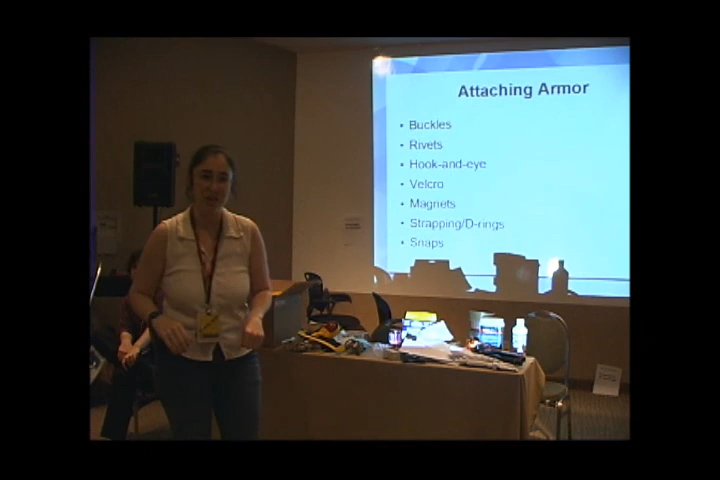 Attaching Armor
• Buckles
• Rivets
• Hook-and-eye
• Velcro
• Magnets
• Strapping/D-rings
• Snaps